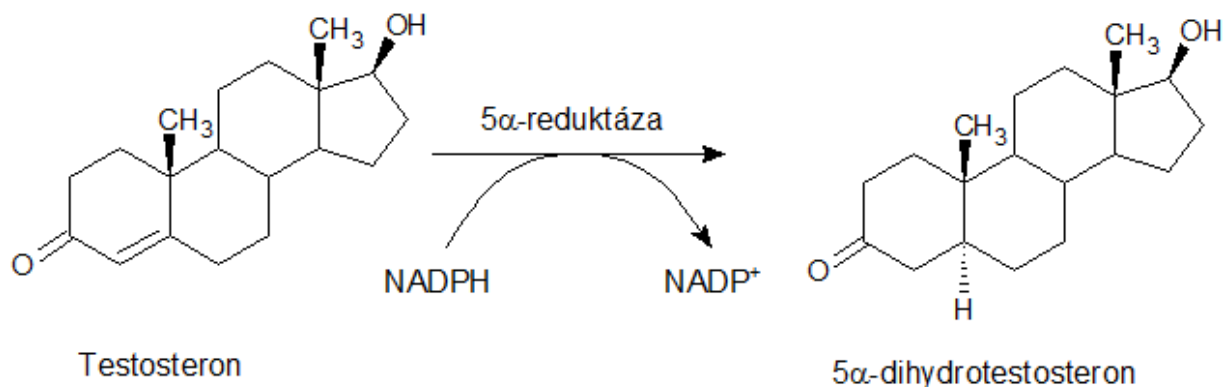 CH3
OH
CH3
O
Testosteron
5α-reduktáza
NADPH
NADP+
CH3
OH
CH3
O
H
5α-dihydrotestosteron